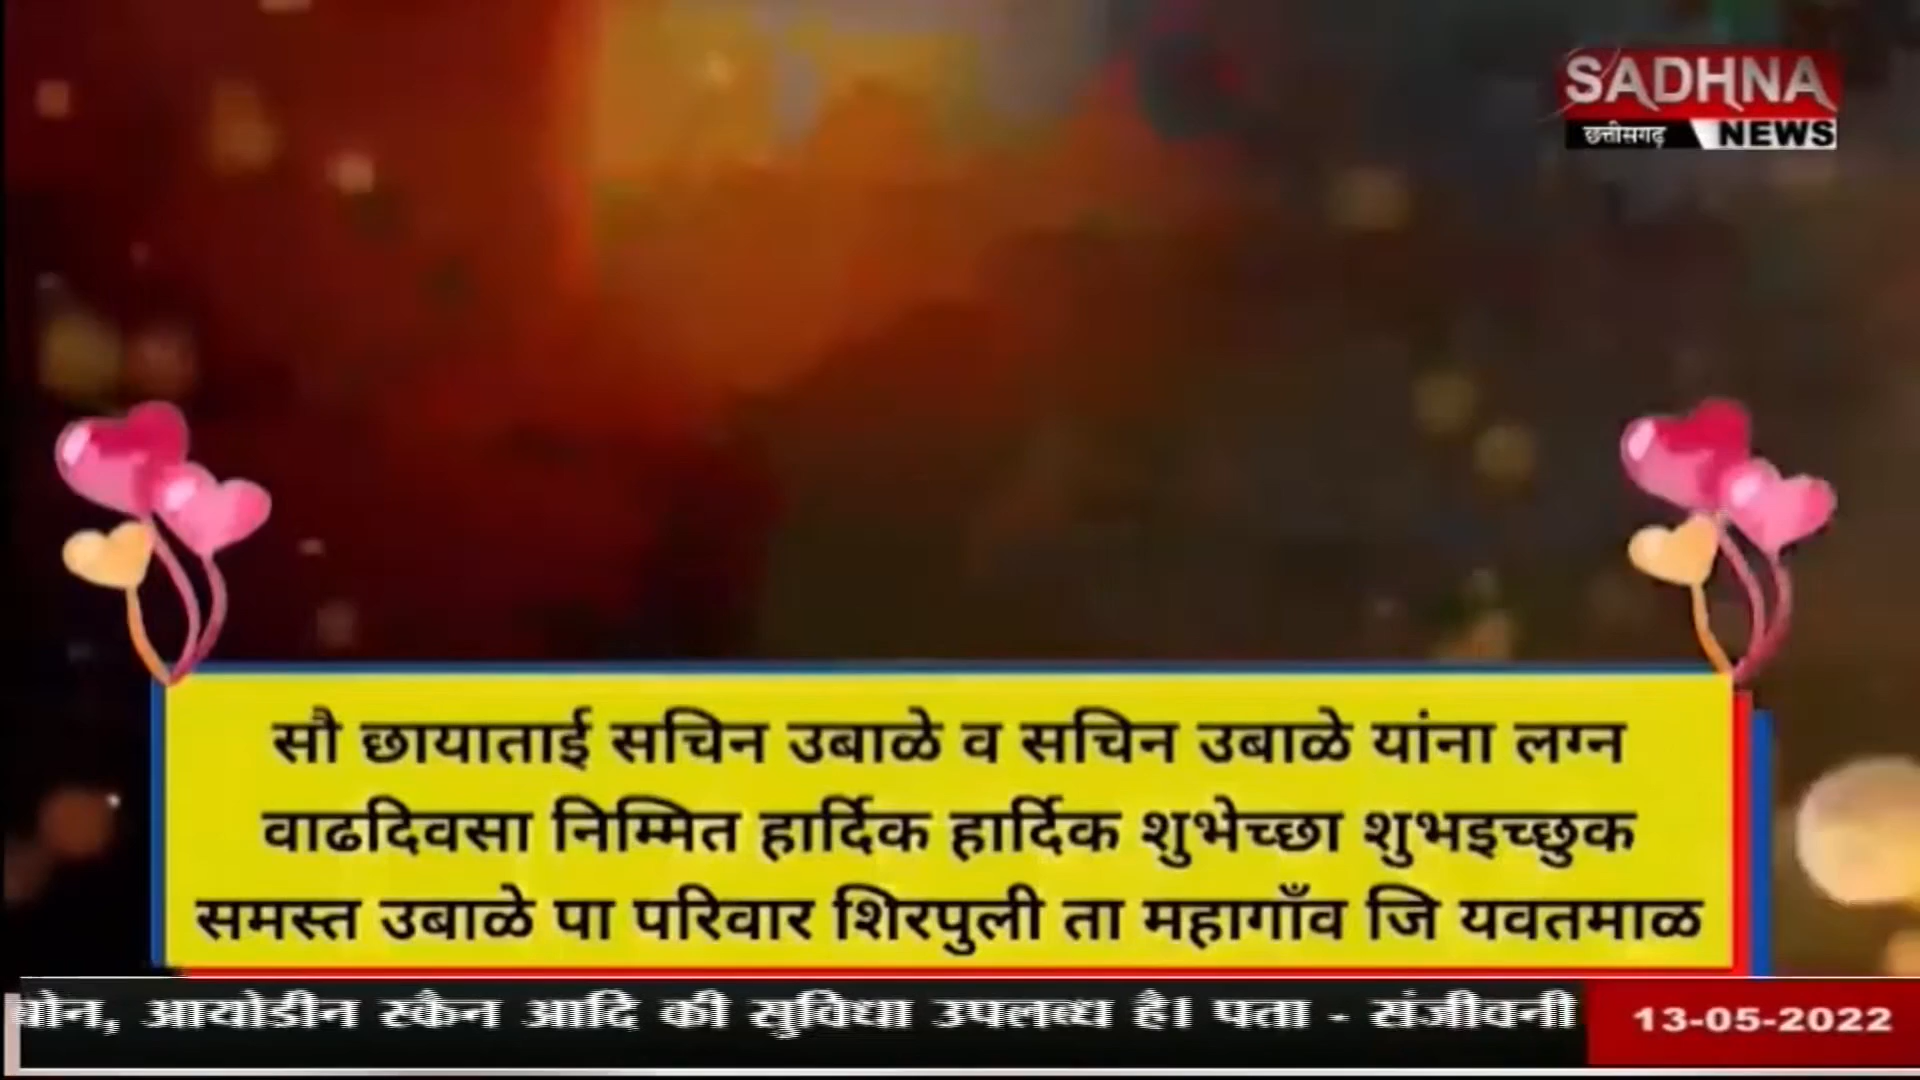 SADHNA
छत्तीसगढ़ NEWS
सौ छायाताई सचिन उबाळे व सचिन उबाळे यांना लग्न
वाढदिवसा निम्मित हार्दिक हार्दिक शुभेच्छा शुभइच्छुक
समस्त उबाळे पा परिवार शिरपुली ता महागाँव जि यवतमाळ
आयोडीन स्कैन आदि की सुविधा उपलब्ध है। पता - संजीवनी
13-05-2022